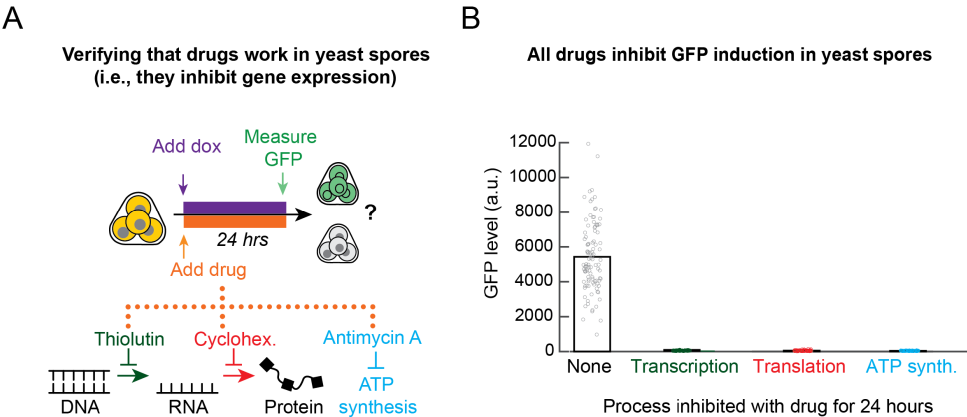 A
Verifying that drugs work in yeast spores
(i.e., they inhibit gene expression)
Add dox
Measure
GFP
24 hrs
?
Add drug
Thiolutin
Cyclohex.
Antimycin A
DNA
RNA
Protein
ATP
synthesis
B
All drugs inhibit GFP induction in yeast spores
GFP level (a.u.)
12000
10000
8000
6000
4000
2000
0
None
Transcription
Translation
ATP synth.
Process inhibited with drug for 24 hours